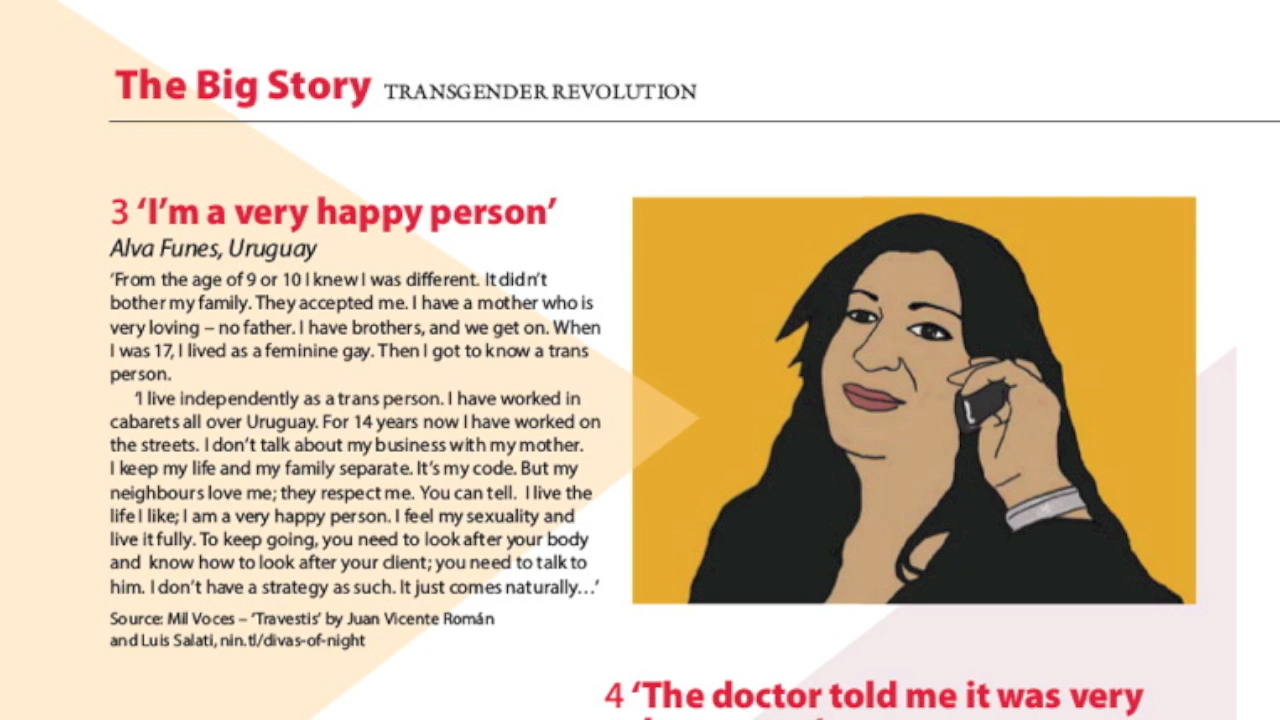 The Big Story TRANSGENDER REVOLUTION
3 ‘I’m a very happy person’
Alva Funes, Uruguay
‘From the age of 9 or 10 I knew I was different. It didn’t
bother my family. They accepted me. I have a mother who is
very loving – no father. I have brothers, and we get on. When
I was 17, I lived as a feminine gay. Then I got to know a trans
person.
‘I live independently as a trans person. I have worked in
cabarets all over Uruguay. For 14 years now I have worked on
the streets. I don’t talk about my business with my mother.
I keep my life and my family separate. It’s my code. But my
neighbours love me; they respect me. You can tell. I live the
life I like; I am a very happy person. I feel my sexuality and
live it fully. To keep going, you need to look after your body
and know how to look after your client; you need to talk to
him. I don’t have a strategy as such. It just comes naturally…’
Source: Mil Voces – ‘Travestis’ by Juan Vicente Román
and Luis Salati, nin.tl/divas-of-night
4 ‘The doctor told me it was very